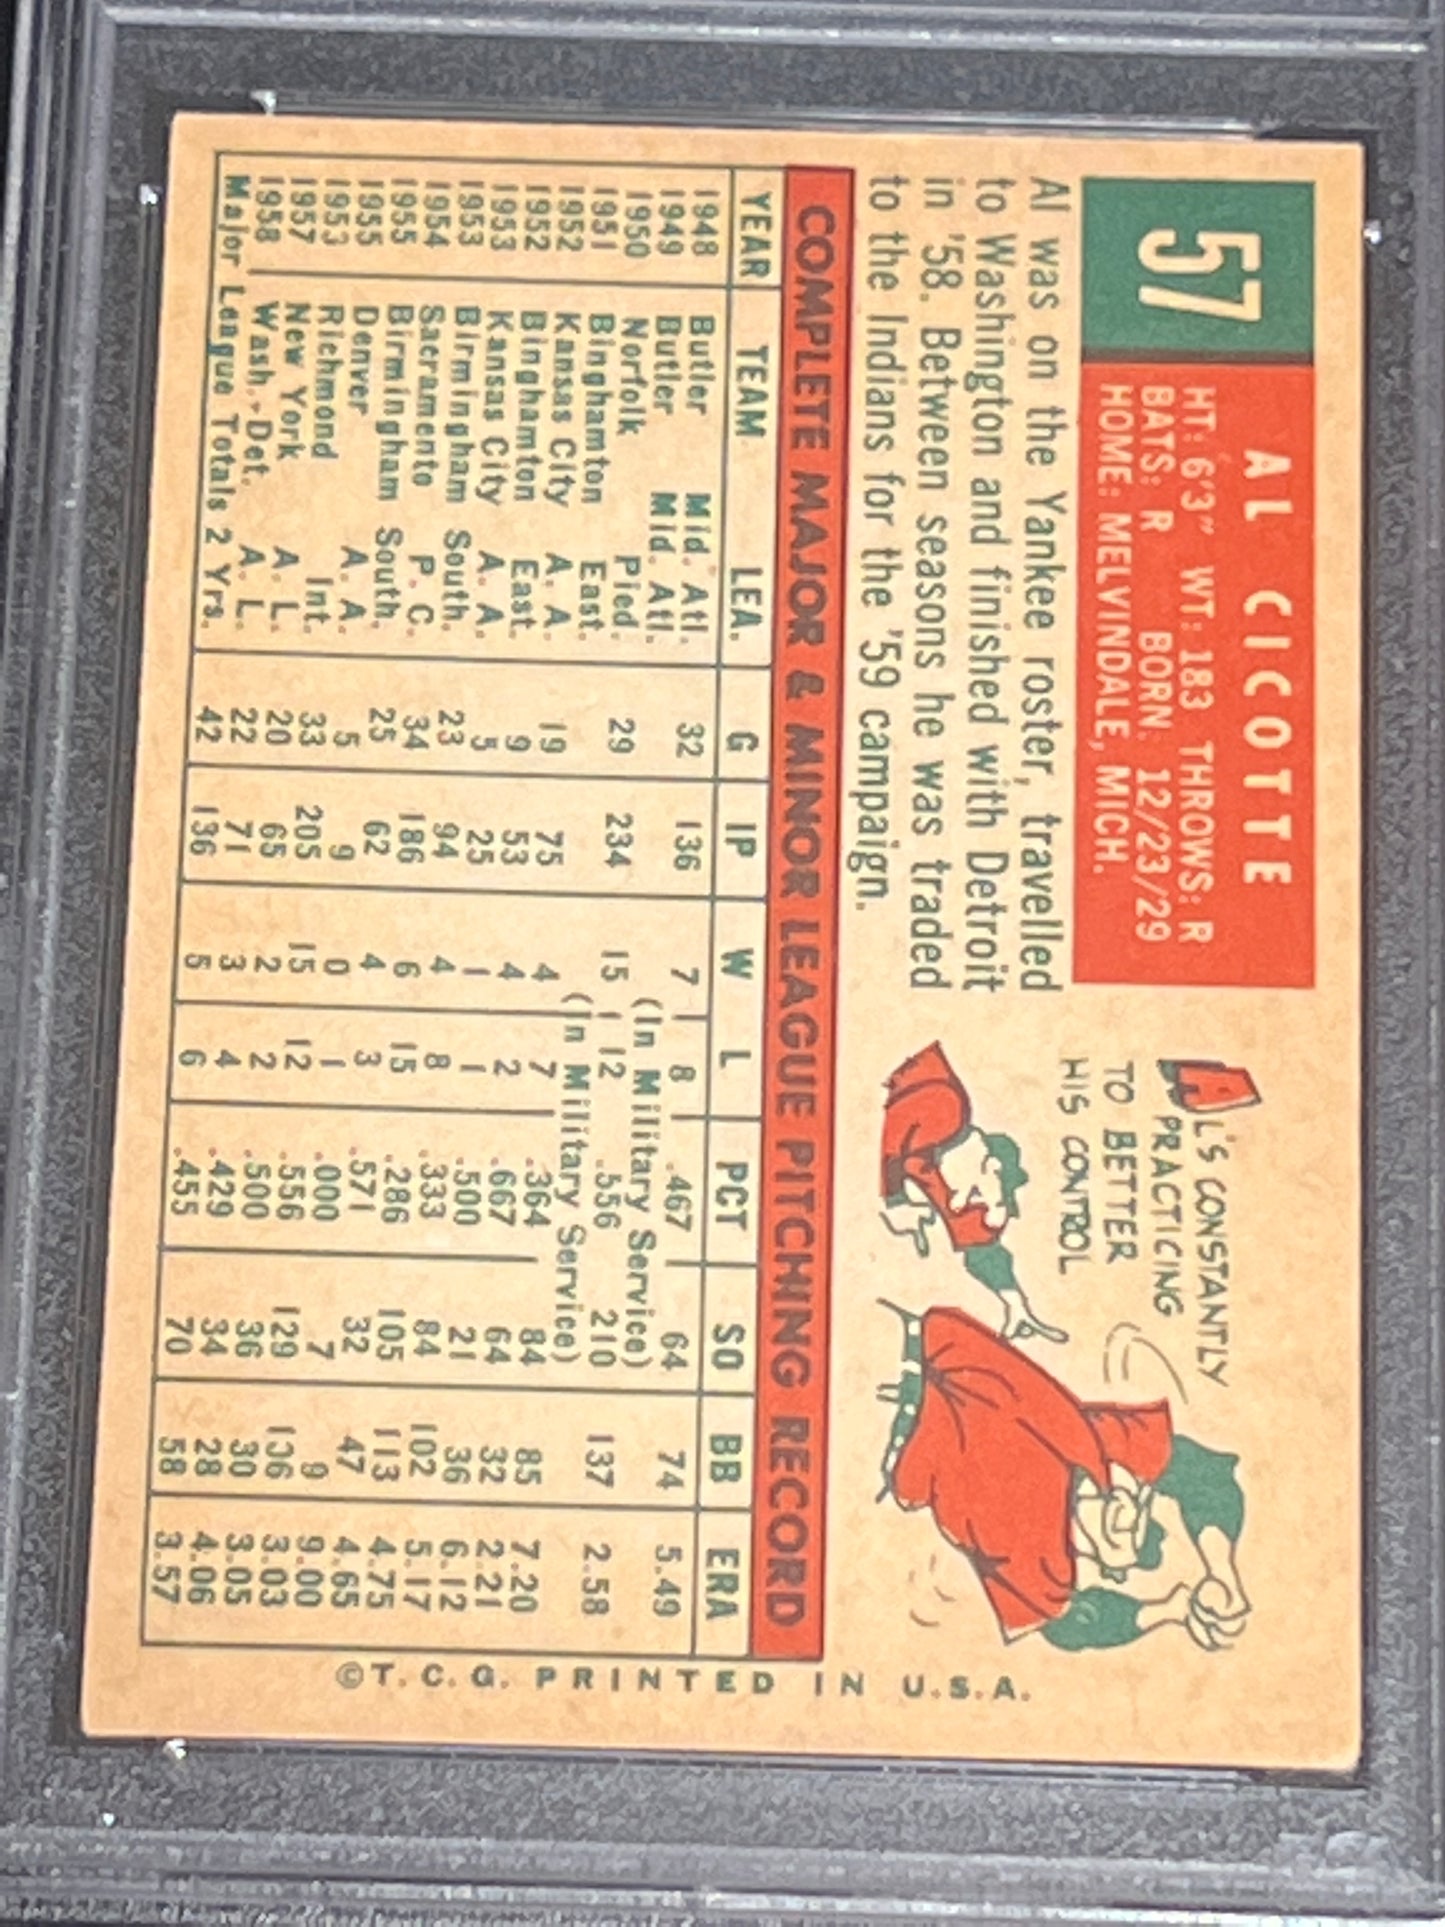 57
AL CICOTTE
HT: 6'3" WT: 183 THROWS: R
BATS: R BORN: 12/23/29
HOME: MELVINDALE, MICH.
Al was on the Yankee roster, travelled
to Washington and finished with Detroit
in '58. Between seasons he was traded
to the Indians for the '59 campaign.
AL'S CONSTANTLY
PRACTICING
TO BETTER
HIS CONTROL
COMPLETE MAJOR & MINOR LEAGUE PITCHING RECORD
YEAR TEAM LEA. G IP W L PCT SO BB ERA
1948 Butler Mid. Atl. 32 136 7 8 .467 64 74 5.49
1949 Butler Mid. Atl. (In Military Service)
1950 Norfolk Pied. 29 234 15 12 .556 210 137 2.58
1951 Binghamton East. (In Military Service)
1952 Kansas City A. A. 19 75 4 7 .364 84 85 7.20
1952 Binghamton East. 9 53 4 2 .667 64 32 2.21
1953 Kansas City A. A. 5 25 1 1 .500 21 36 6.12
1953 Birmingham South. 23 94 4 8 .333 84 102 5.17
1954 Sacramento P. C. 34 186 6 15 .286 105 113 4.75
1955 Birmingham South. 25 62 4 3 .571 32 47 4.65
1955 Denver A. A. 5 9 0 1 .000 7 9 9.00
1953 Richmond Int. 33 205 15 12 .556 129 106 3.03
1957 New York A. L. 20 65 2 2 .500 36 30 3.05
1958 Wash.-Det. A. L. 22 71 3 4 .429 34 28 4.06
Major League Totals 2 Yrs. 42 136 5 6 .455 70 58 3.57
©T. C. G. PRINTED IN U.S.A.